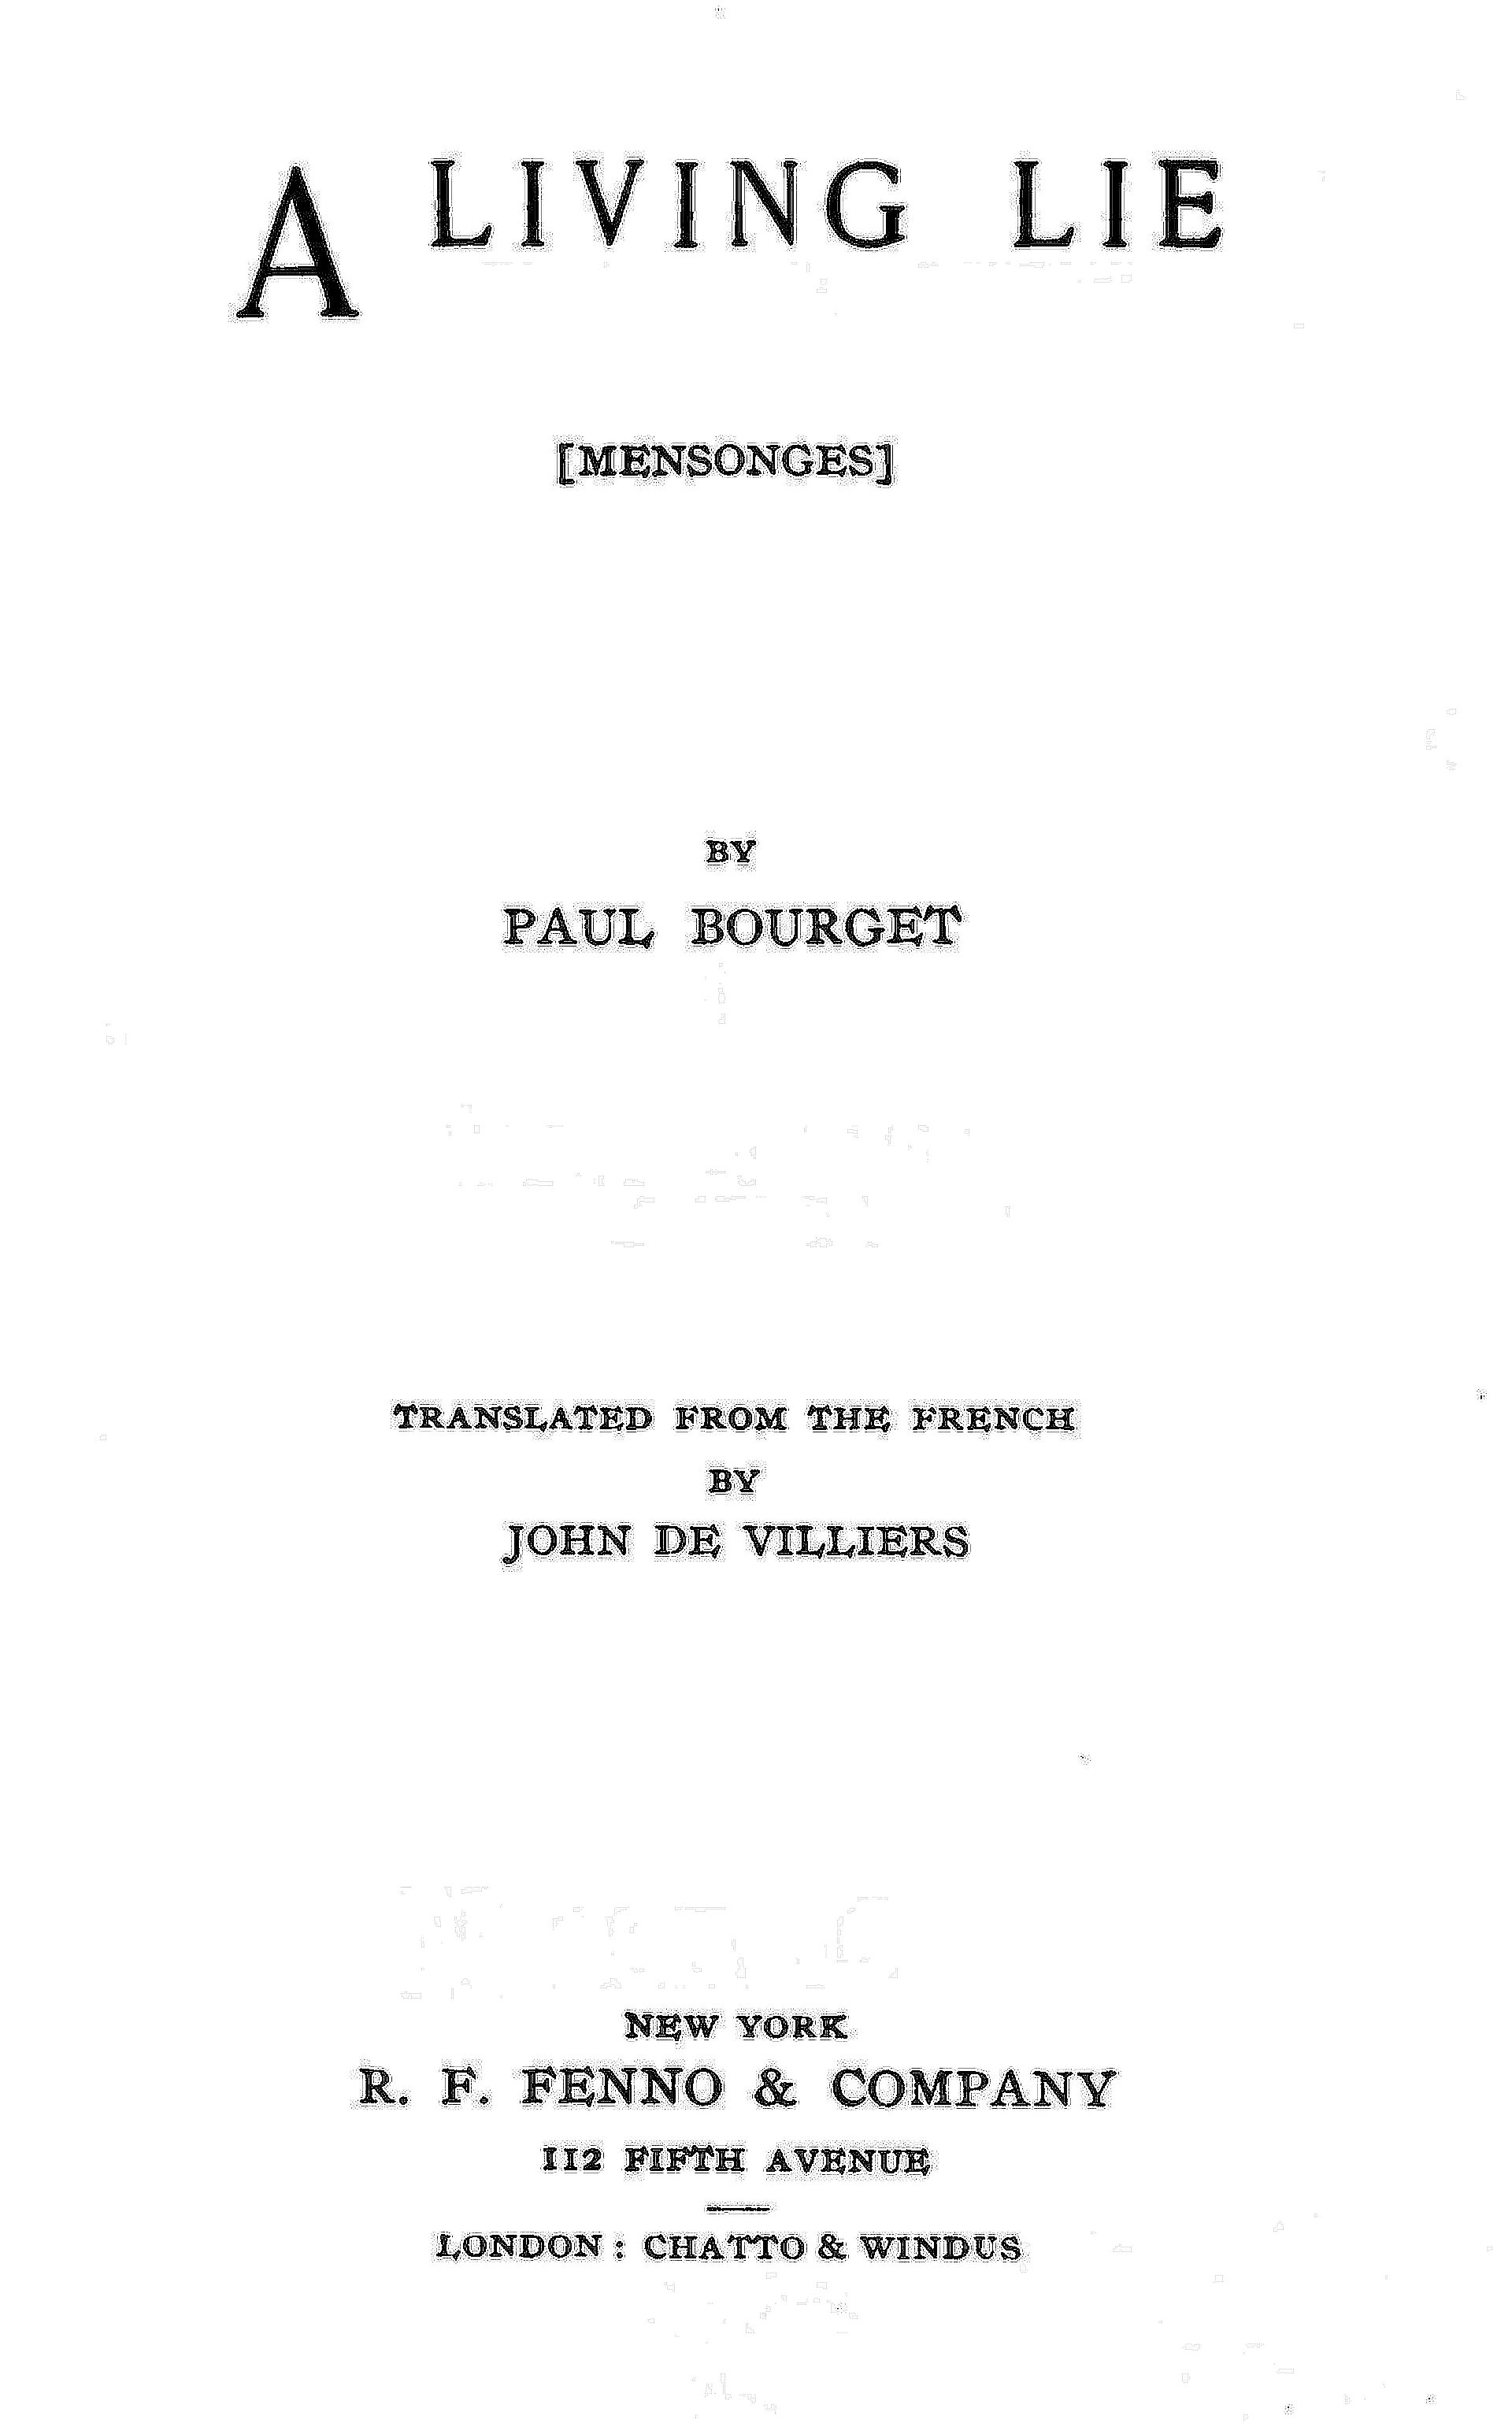 A LIVING LIE
[MENSONGES]
BY
PAUL BOURGET
TRANSLATED FROM THE FRENCH
BY
JOHN DE VILLIERS
NEW YORK
R. F. FENNO & COMPANY
112 FIFTH AVENUE
LONDON : CHATTO & WINDUS